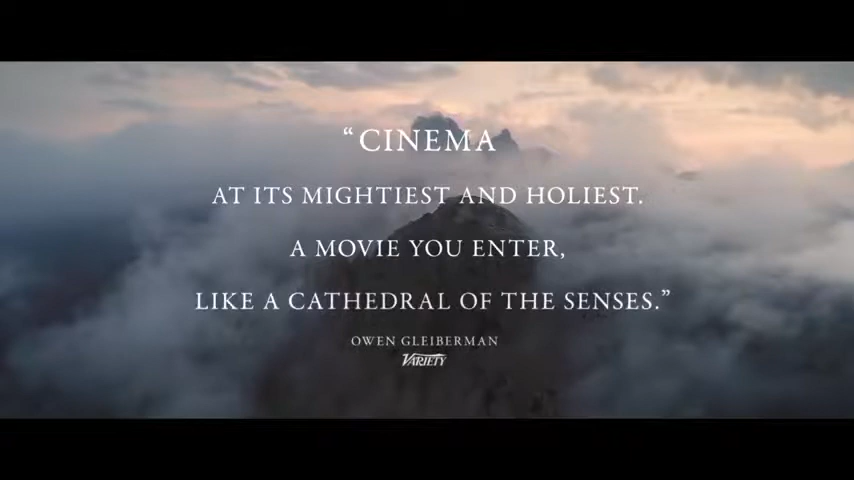 “CINEMA
AT ITS MIGHTIEST AND HOLIEST.
A MOVIE YOU ENTER,
LIKE A CATHEDRAL OF THE SENSES.”
OWEN GLEIBERMAN
VARIETY